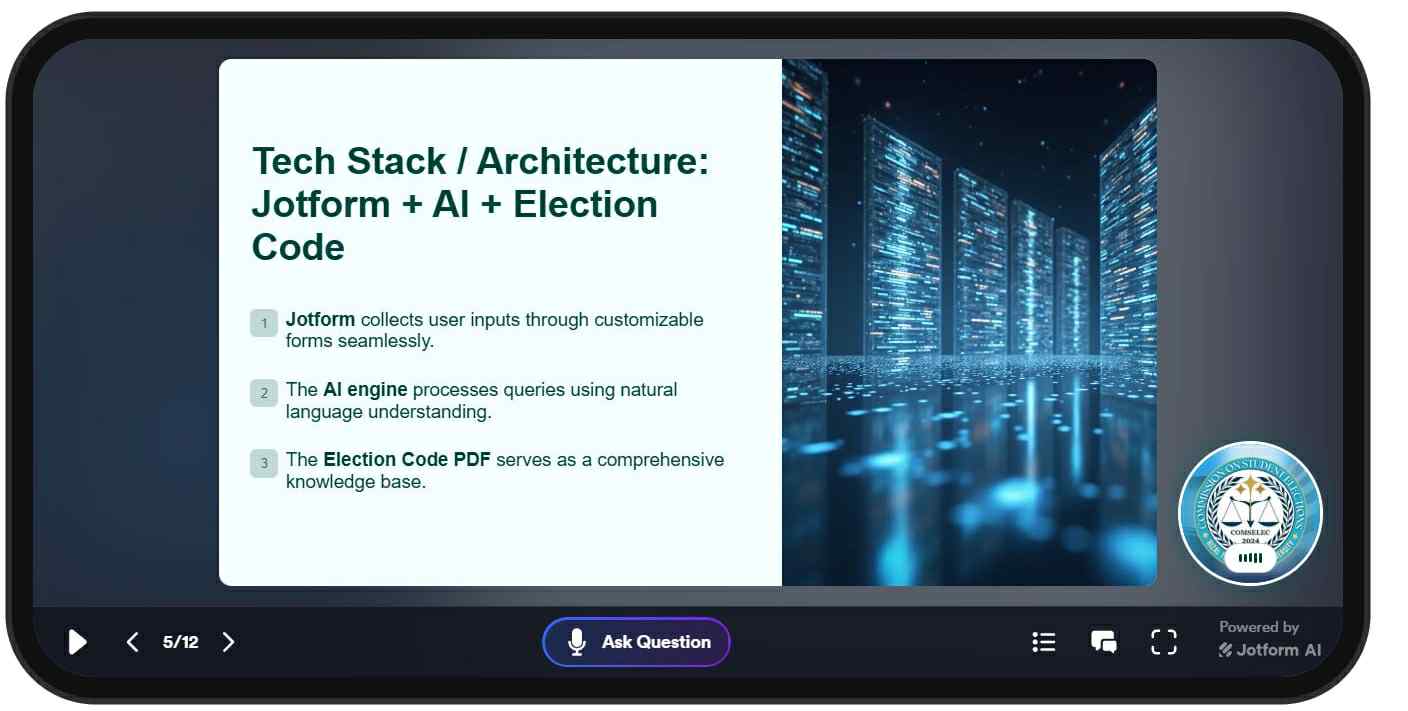 Tech Stack / Architecture:
Jotform + AI + Election
Code
1
Jotform collects user inputs through customizable
forms seamlessly.
2
The AI engine processes queries using natural
language understanding.
3
The Election Code PDF serves as a comprehensive
knowledge base.
COMMISSION ON STUDENT ELECTIONS
COMSELEC
2024
5/12
Ask Question
Powered by
Jotform AI